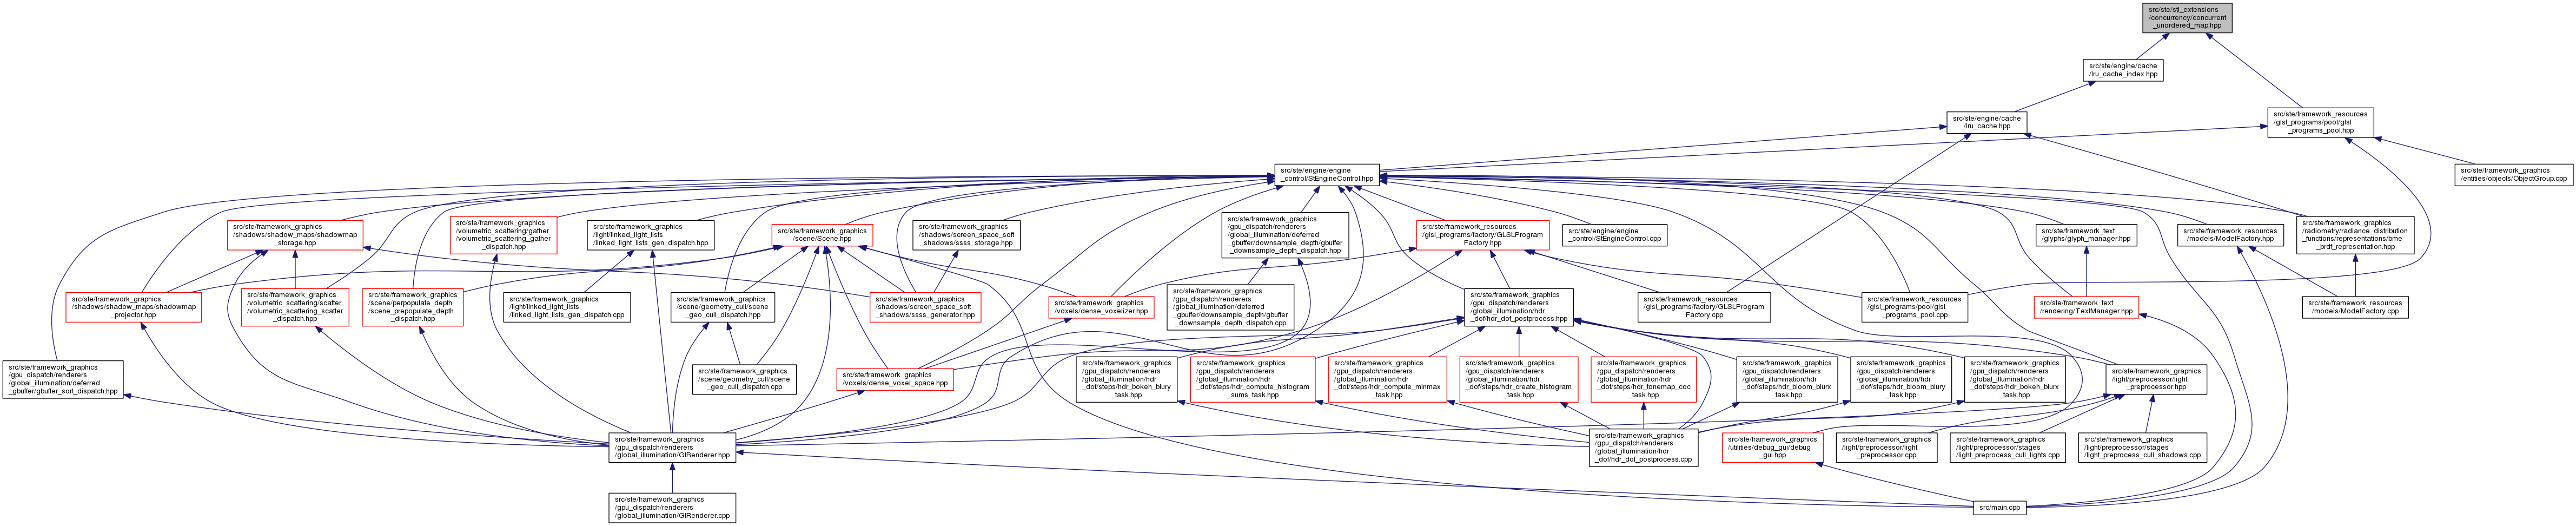 src/ste/stl_extensions
/concurrency/concurrent
_unordered_map.hpp
src/ste/engine/cache
/lru_cache_index.hpp
src/ste/engine/cache
/lru_cache.hpp
src/ste/framework_resources
/glsl_programs/pool/glsl
_programs_pool.hpp
src/ste/engine/engine
_control/StEngineControl.hpp
src/ste/framework_graphics
/entities/objects/ObjectGroup.cpp
src/ste/framework_graphics
/shadows/shadow_maps/shadowmap
_storage.hpp
src/ste/framework_graphics
/volumetric_scattering/gather
/volumetric_scattering_gather
_dispatch.hpp
src/ste/framework_graphics
/light/linked_light_lists
/linked_light_lists_gen_dispatch.hpp
src/ste/framework_graphics
/scene/Scene.hpp
src/ste/framework_graphics
/shadows/screen_space_soft
_shadows/ssss_storage.hpp
src/ste/framework_graphics
/gpu_dispatch/renderers
/global_illumination/deferred
_gbuffer/downsample_depth/gbuffer
_downsample_depth_dispatch.hpp
src/ste/framework_resources
/glsl_programs/factory/GLSLProgram
Factory.hpp
src/ste/engine/engine
_control/StEngineControl.cpp
src/ste/framework_text
/glyphs/glyph_manager.hpp
src/ste/framework_resources
/models/ModelFactory.hpp
src/ste/framework_graphics
/radiometry/radiance_distribution
_functions/representations/bme
_brdf_representation.hpp
src/ste/framework_graphics
/shadows/shadow_maps/shadowmap
_projector.hpp
src/ste/framework_graphics
/volumetric_scattering/scatter
/volumetric_scattering_scatter
_dispatch.hpp
src/ste/framework_graphics
/scene/perpopulate_depth
/scene_prepopulate_depth
_dispatch.hpp
src/ste/framework_graphics
/light/linked_light_lists
/linked_light_lists_gen_dispatch.cpp
src/ste/framework_graphics
/scene/geometry_cull/scene
_geo_cull_dispatch.hpp
src/ste/framework_graphics
/shadows/screen_space_soft
_shadows/ssss_generator.hpp
src/ste/framework_graphics
/voxels/dense_voxelizer.hpp
src/ste/framework_graphics
/gpu_dispatch/renderers
/global_illumination/deferred
_gbuffer/downsample_depth/gbuffer
_downsample_depth_dispatch.cpp
src/ste/framework_graphics
/gpu_dispatch/renderers
/global_illumination/hdr
_dof/hdr_dof_postprocess.hpp
src/ste/framework_resources
/glsl_programs/factory/GLSLProgram
Factory.cpp
src/ste/framework_resources
/glsl_programs/pool/glsl
_programs_pool.cpp
src/ste/framework_text
/rendering/TextManager.hpp
src/ste/framework_resources
/models/ModelFactory.cpp
src/ste/framework_graphics
/gpu_dispatch/renderers
/global_illumination/deferred
_gbuffer/gbuffer_sort_dispatch.hpp
src/ste/framework_graphics
/scene/geometry_cull/scene
_geo_cull_dispatch.cpp
src/ste/framework_graphics
/voxels/dense_voxel_space.hpp
src/ste/framework_graphics
/gpu_dispatch/renderers
/global_illumination/hdr
_dof/steps/hdr_bokeh_blury
_task.hpp
src/ste/framework_graphics
/gpu_dispatch/renderers
/global_illumination/hdr
_dof/steps/hdr_compute_histogram
_sums_task.hpp
src/ste/framework_graphics
/gpu_dispatch/renderers
/global_illumination/hdr
_dof/steps/hdr_compute_minmax
_task.hpp
src/ste/framework_graphics
/gpu_dispatch/renderers
/global_illumination/hdr
_dof/steps/hdr_create_histogram
_task.hpp
src/ste/framework_graphics
/gpu_dispatch/renderers
/global_illumination/hdr
_dof/steps/hdr_tonemap_coc
_task.hpp
src/ste/framework_graphics
/gpu_dispatch/renderers
/global_illumination/hdr
_dof/steps/hdr_bloom_blurx
_task.hpp
src/ste/framework_graphics
/gpu_dispatch/renderers
/global_illumination/hdr
_dof/steps/hdr_bloom_blury
_task.hpp
src/ste/framework_graphics
/gpu_dispatch/renderers
/global_illumination/hdr
_dof/steps/hdr_bokeh_blurx
_task.hpp
src/ste/framework_graphics
/light/preprocessor/light
_preprocessor.hpp
src/ste/framework_graphics
/gpu_dispatch/renderers
/global_illumination/GIRenderer.hpp
src/ste/framework_graphics
/gpu_dispatch/renderers
/global_illumination/hdr
_dof/hdr_dof_postprocess.cpp
src/ste/framework_graphics
/utilities/debug_gui/debug
_gui.hpp
src/ste/framework_graphics
/light/preprocessor/light
_preprocessor.cpp
src/ste/framework_graphics
/light/preprocessor/stages
/light_preprocess_cull_lights.cpp
src/ste/framework_graphics
/light/preprocessor/stages
/light_preprocess_cull_shadows.cpp
src/ste/framework_graphics
/gpu_dispatch/renderers
/global_illumination/GIRenderer.cpp
src/main.cpp